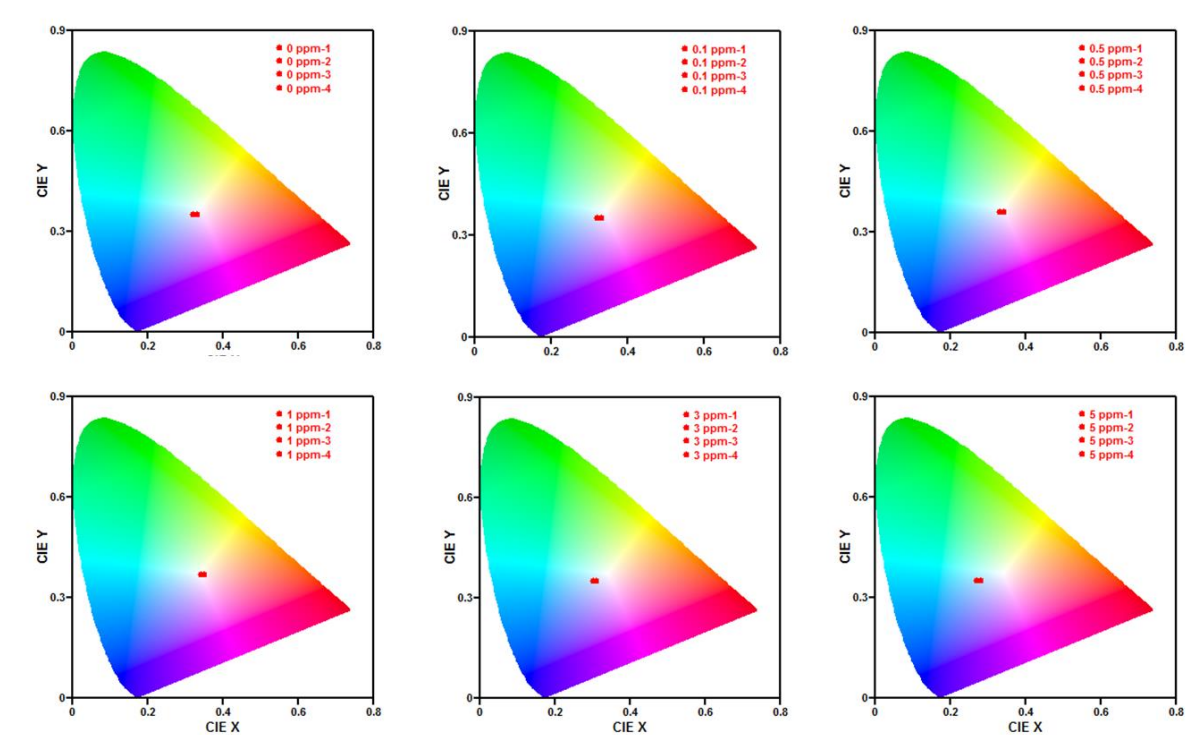 0.9
0 ppm-1
0 ppm-2
0 ppm-3
0 ppm-4
0.6
CIE Y
0.3
0
0 0.2 0.4 0.6 0.8
0.9
0.1 ppm-1
0.1 ppm-2
0.1 ppm-3
0.1 ppm-4
0.6
CIE Y
0.3
0
0 0.2 0.4 0.6 0.8
0.9
0.5 ppm-1
0.5 ppm-2
0.5 ppm-3
0.5 ppm-4
0.6
CIE Y
0.3
0
0 0.2 0.4 0.6 0.8
0.9
1 ppm-1
1 ppm-2
1 ppm-3
1 ppm-4
0.6
CIE Y
0.3
0
0 0.2 0.4 0.6 0.8
CIE X
0.9
3 ppm-1
3 ppm-2
3 ppm-3
3 ppm-4
0.6
CIE Y
0.3
0
0 0.2 0.4 0.6 0.8
CIE X
0.9
5 ppm-1
5 ppm-2
5 ppm-3
5 ppm-4
0.6
CIE Y
0.3
0
0 0.2 0.4 0.6 0.8
CIE X